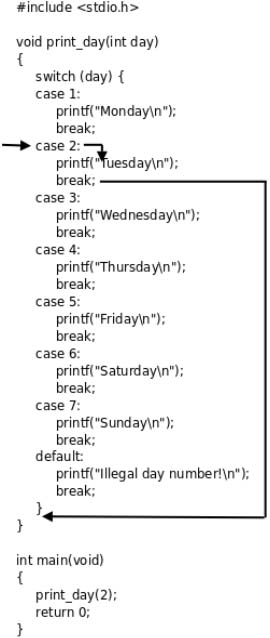 #include <stdio.h>

void print_day(int day)
{
    switch (day) {
    case 1:
        printf("Monday\n");
        break;
    case 2:
        printf("Tuesday\n");
        break;
    case 3:
        printf("Wednesday\n");
        break;
    case 4:
        printf("Thursday\n");
        break;
    case 5:
        printf("Friday\n");
        break;
    case 6:
        printf("Saturday\n");
        break;
    case 7:
        printf("Sunday\n");
        break;
    default:
        printf("Illegal day number!\n");
        break;
    }
}

int main(void)
{
    print_day(2);
    return 0;
}